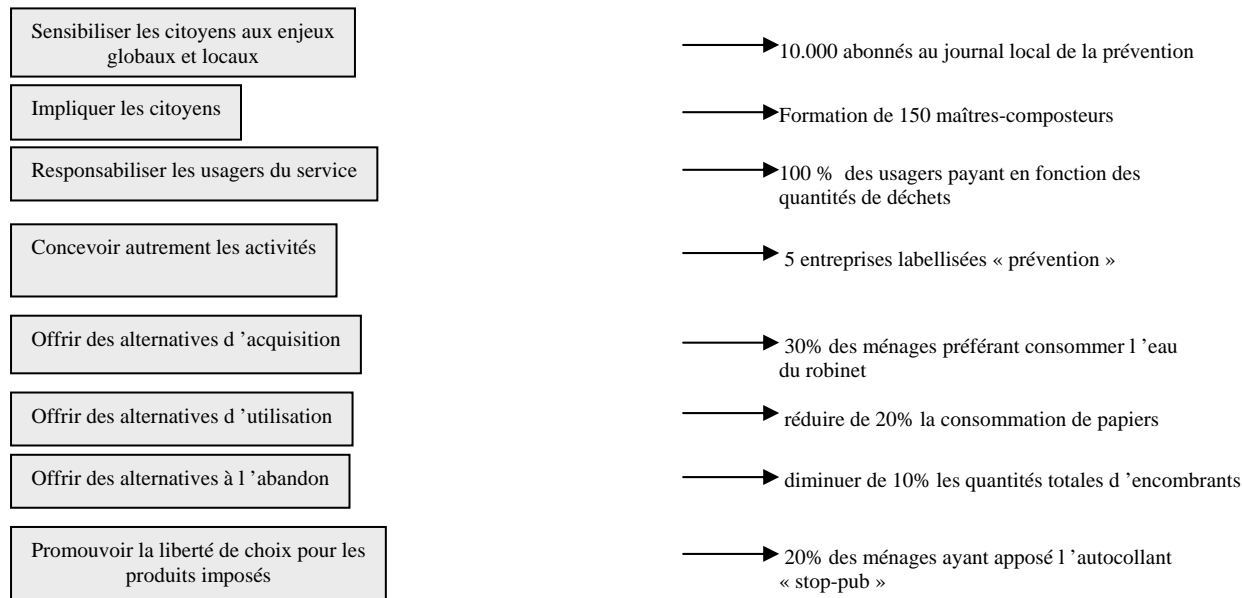 Sensibiliser les citoyens aux enjeux
globaux et locaux
10.000 abonnés au journal local de la prévention
Impliquer les citoyens
Formation de 150 maîtres-composteurs
Responsabiliser les usagers du service
100 % des usagers payant en fonction des
quantités de déchets
Concevoir autrement les activités
5 entreprises labellisées « prévention »
Offrir des alternatives d ’acquisition
30% des ménages préférant consommer l ’eau
du robinet
Offrir des alternatives d ’utilisation
réduire de 20% la consommation de papiers
Offrir des alternatives à l ’abandon
diminuer de 10% les quantités totales d ’encombrants
Promouvoir la liberté de choix pour les
produits imposés
20% des ménages ayant apposé l ’autocollant
« stop-pub »